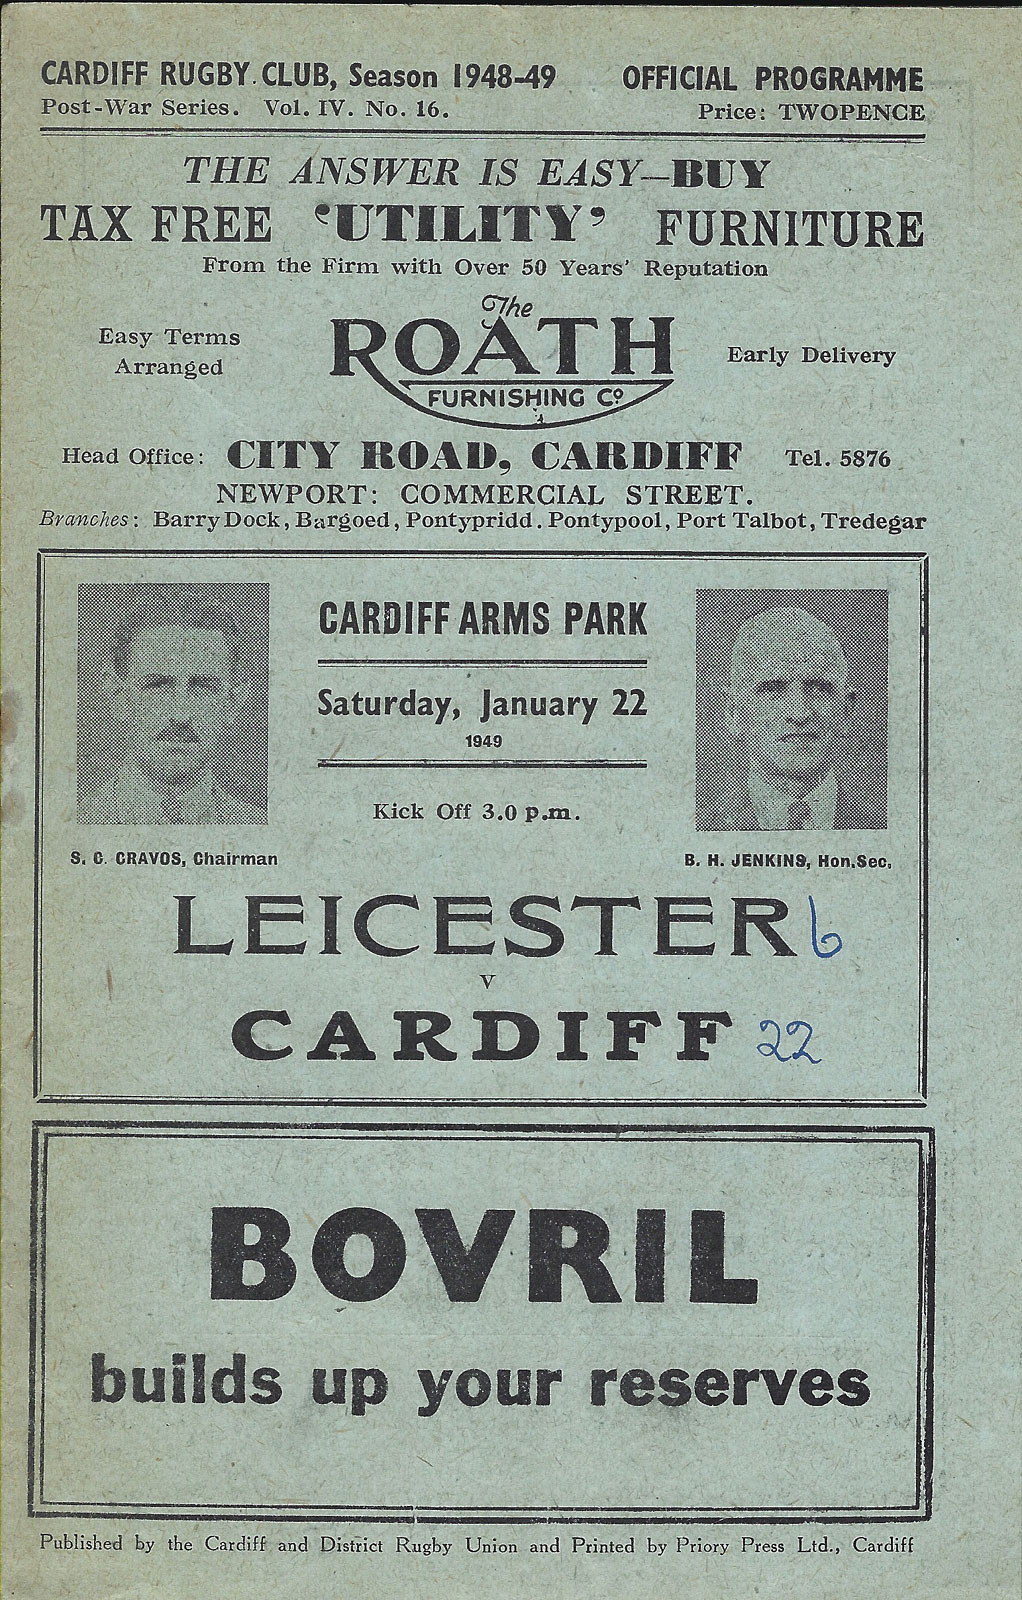 CARDIFF RUGBY CLUB, Season 1948-49 OFFICIAL PROGRAMME
Post-War Series. Vol. IV. No. 16. Price: TWOPENCE
THE ANSWER IS EASY—BUY
TAX FREE 'UTILITY' FURNITURE
From the Firm with Over 50 Years' Reputation
Easy Terms
Arranged
The
ROATH
FURNISHING Co.
Early Delivery
Head Office: CITY ROAD, CARDIFF Tel. 5876
NEWPORT: COMMERCIAL STREET.
Branches: Barry Dock, Bargoed, Pontypridd. Pontypool, Port Talbot, Tredegar
CARDIFF ARMS PARK
Saturday, January 22
1949
Kick Off 3.0 p.m.
S. C. CRAVOS, Chairman
B. H. JENKINS, Hon. Sec.
LEICESTER 6
v
CARDIFF 22
BOVRIL
builds up your reserves
Published by the Cardiff and District Rugby Union and Printed by Priory Press Ltd., Cardiff